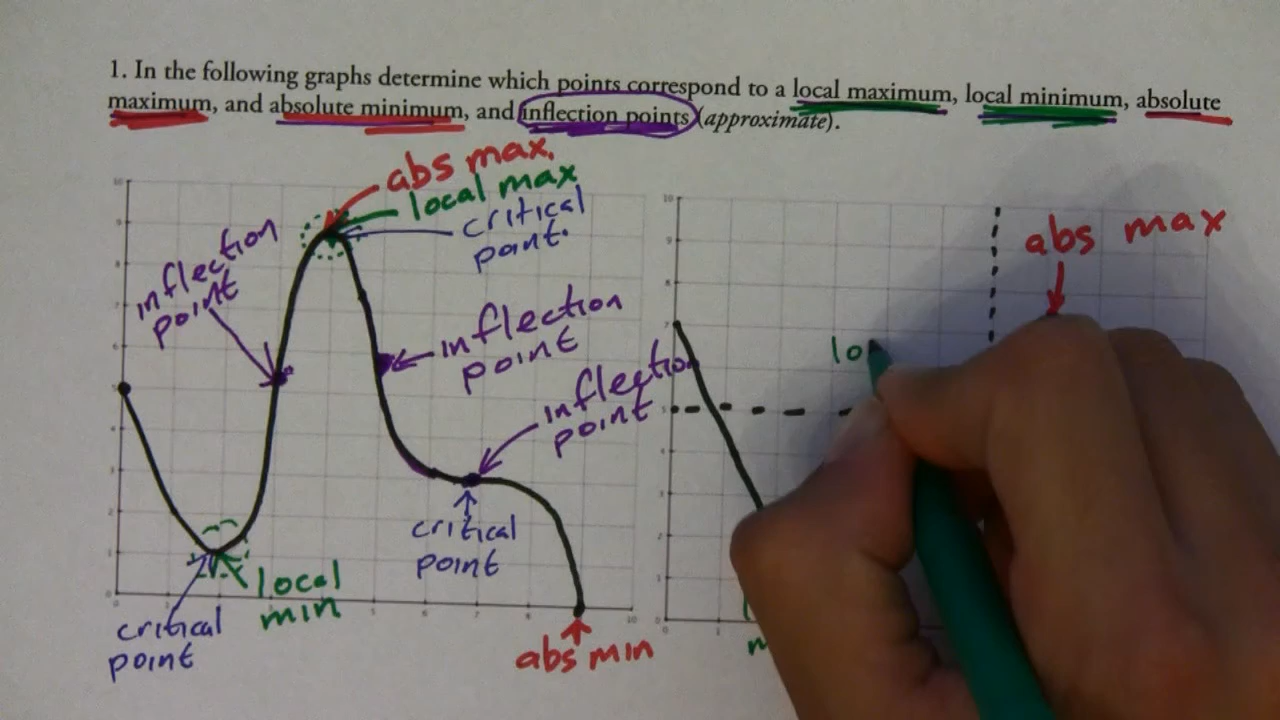 1. In the following graphs determine which points correspond to a local maximum, local minimum, absolute
maximum, and absolute minimum, and inflection points (approximate).
abs max.
local max
critical
point.
inflection
point
inflection
point
inflection
point
critical
point
local
min
critical
point
abs min
abs max
lo